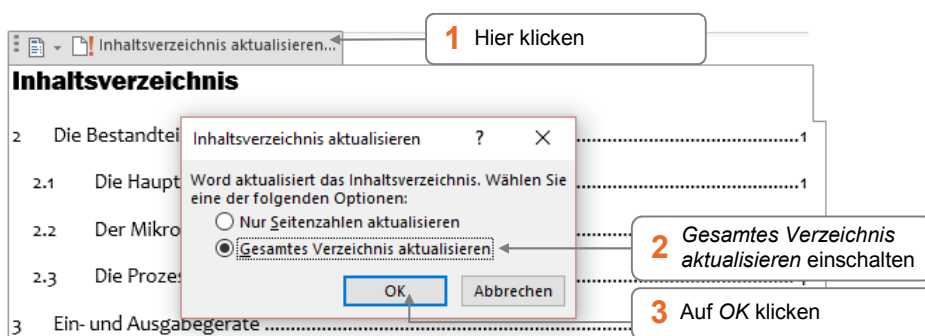 Inhaltsverzeichnis aktualisieren...
1 Hier klicken
Inhaltsverzeichnis
2 Die Bestandtei ..........1
Inhaltsverzeichnis aktualisieren ? ×
2.1 Die Haupt ..........1
Word aktualisiert das Inhaltsverzeichnis. Wählen Sie
eine der folgenden Optionen:
Nur Seitenzahlen aktualisieren
2.2 Der Mikro
Gesamtes Verzeichnis aktualisieren
2 Gesamtes Verzeichnis
aktualisieren einschalten
2.3 Die Prozes
OK Abbrechen
3 Auf OK klicken
3 Ein- und Ausgabegeräte ..........